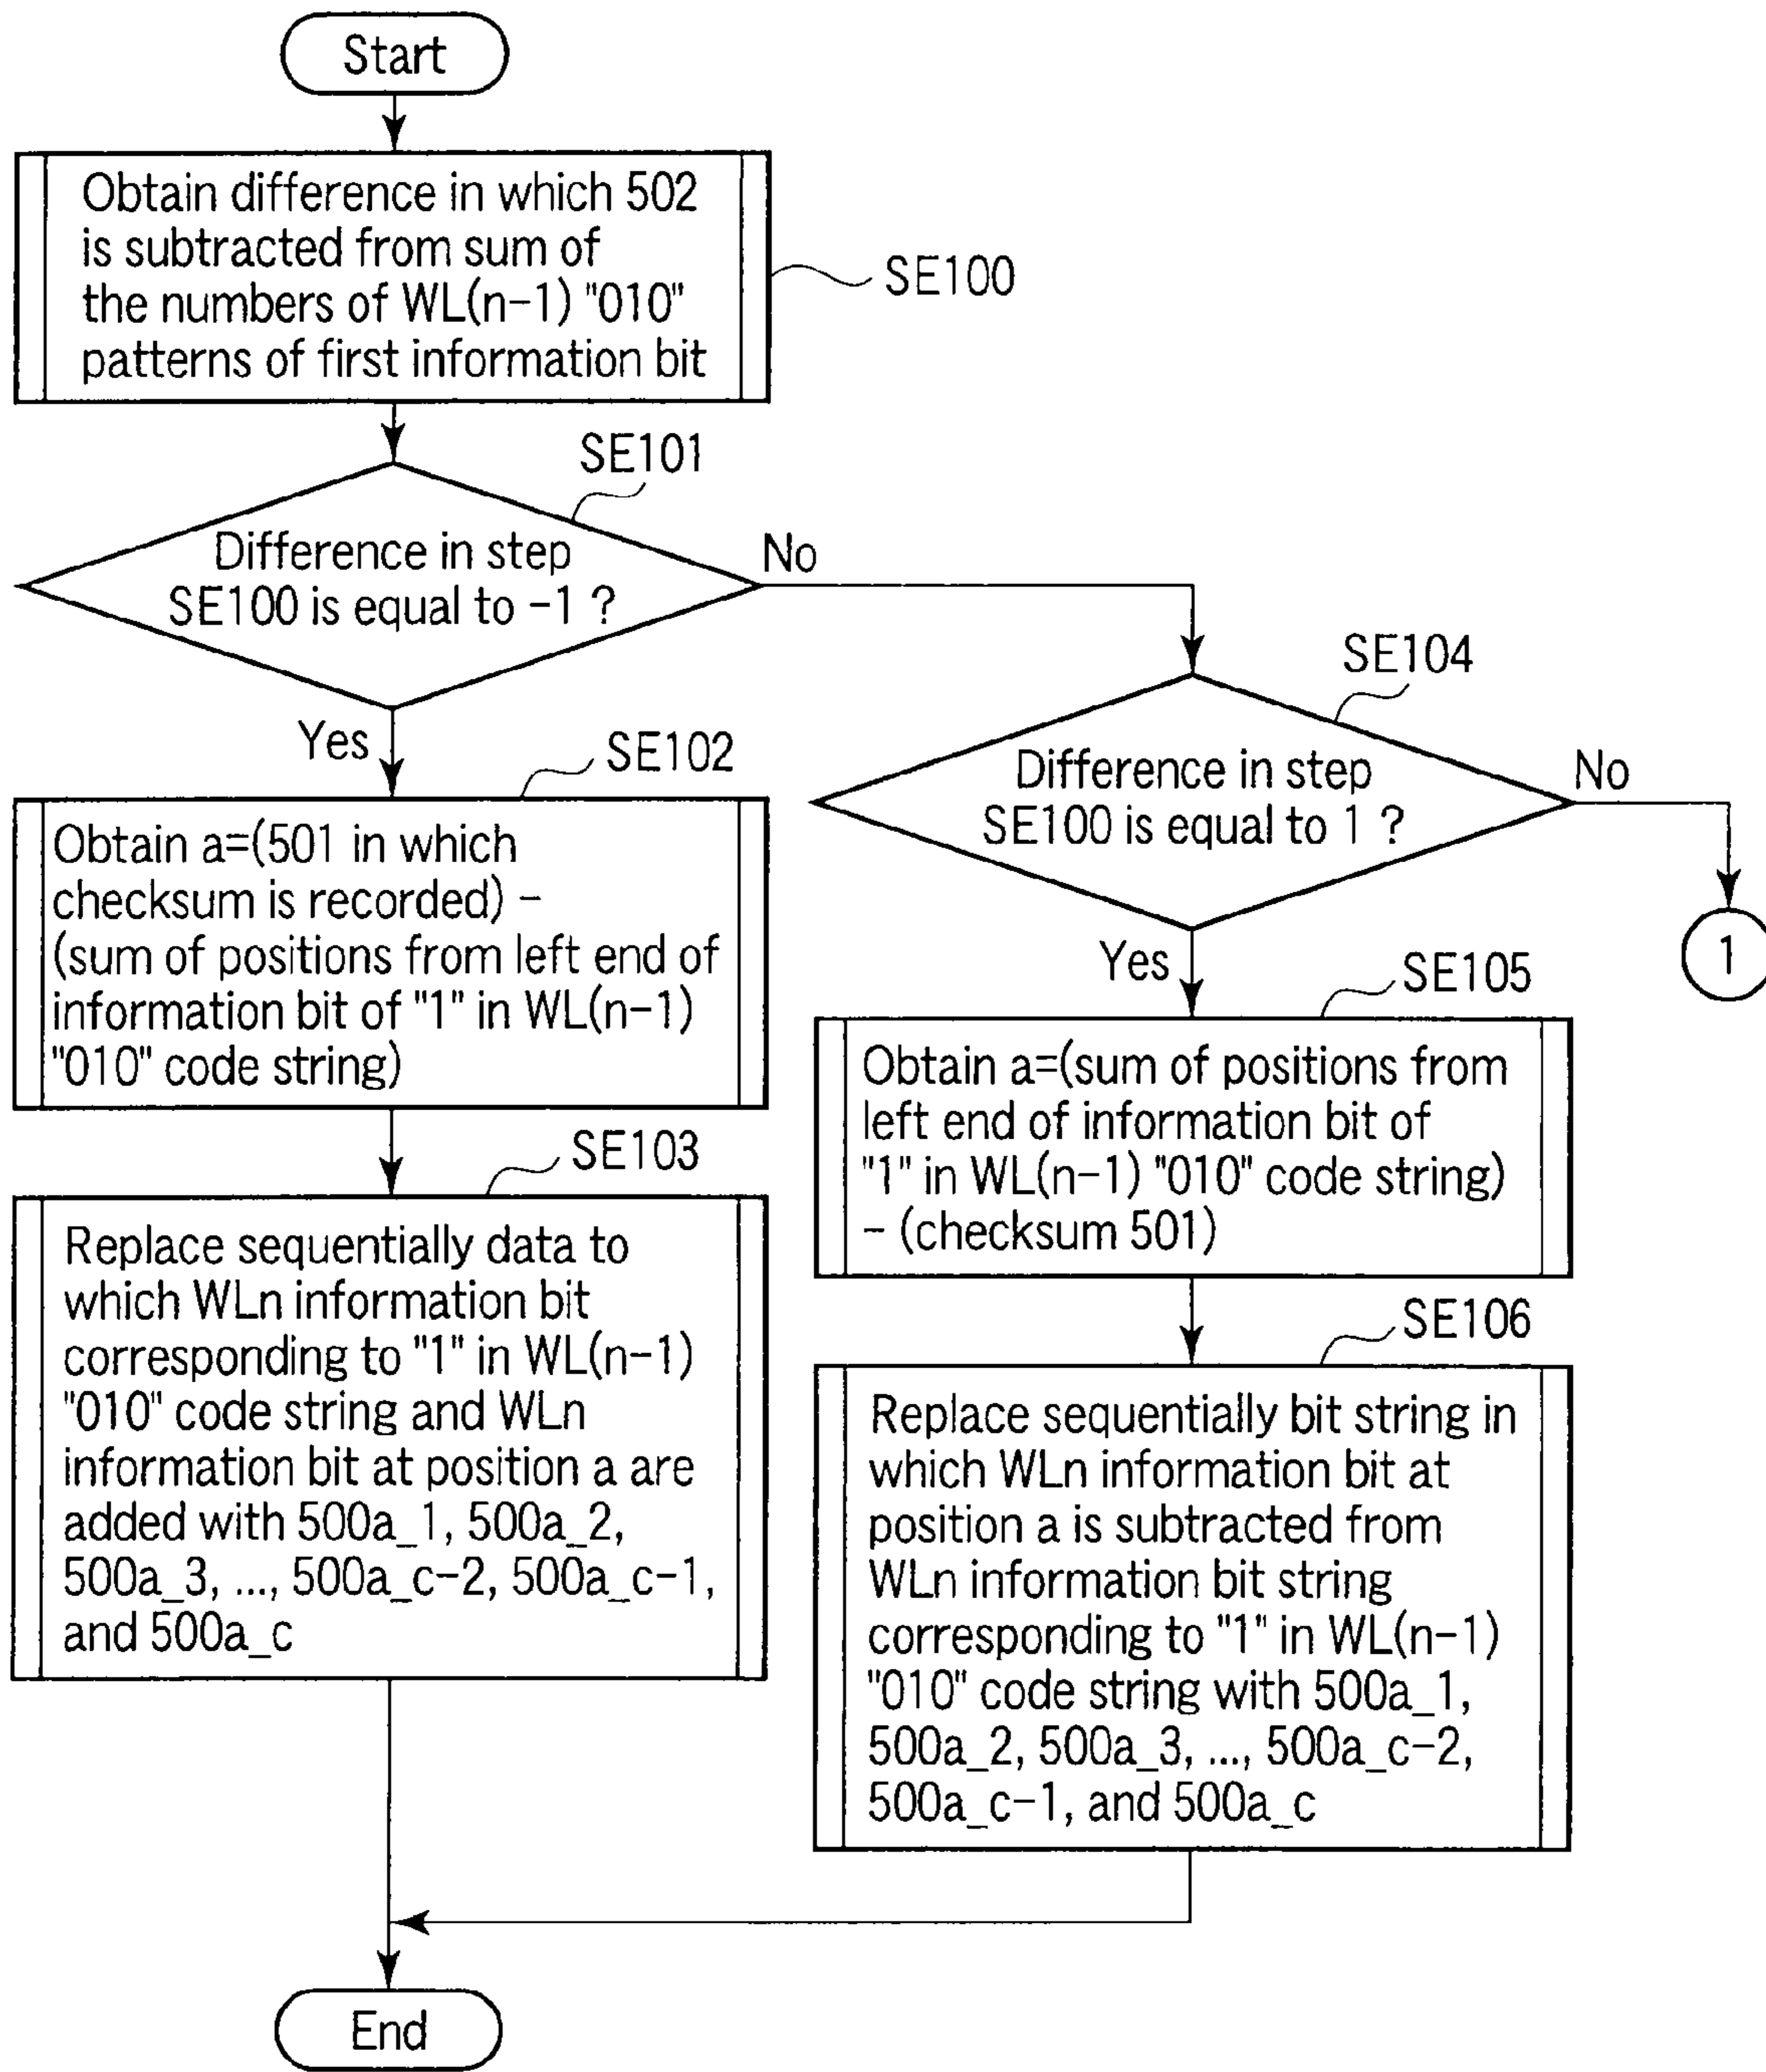 Start
Obtain difference in which 502
is subtracted from sum of
the numbers of WL(n-1) "010"
patterns of first information bit
SE100
SE101
Difference in step
SE100 is equal to -1 ?
No
Yes
SE102
Obtain a=(501 in which
checksum is recorded) -
(sum of positions from left end of
information bit of "1" in WL(n-1)
"010" code string)
SE103
Replace sequentially data to
which WLn information bit
corresponding to "1" in WL(n-1)
"010" code string and WLn
information bit at position a are
added with 500a_1, 500a_2,
500a_3, ..., 500a_c-2, 500a_c-1,
and 500a_c
SE104
Difference in step
SE100 is equal to 1 ?
No
1
Yes
SE105
Obtain a=(sum of positions from
left end of information bit of
"1" in WL(n-1) "010" code string)
- (checksum 501)
SE106
Replace sequentially bit string in
which WLn information bit at
position a is subtracted from
WLn information bit string
corresponding to "1" in WL(n-1)
"010" code string with 500a_1,
500a_2, 500a_3, ..., 500a_c-2,
500a_c-1, and 500a_c
End